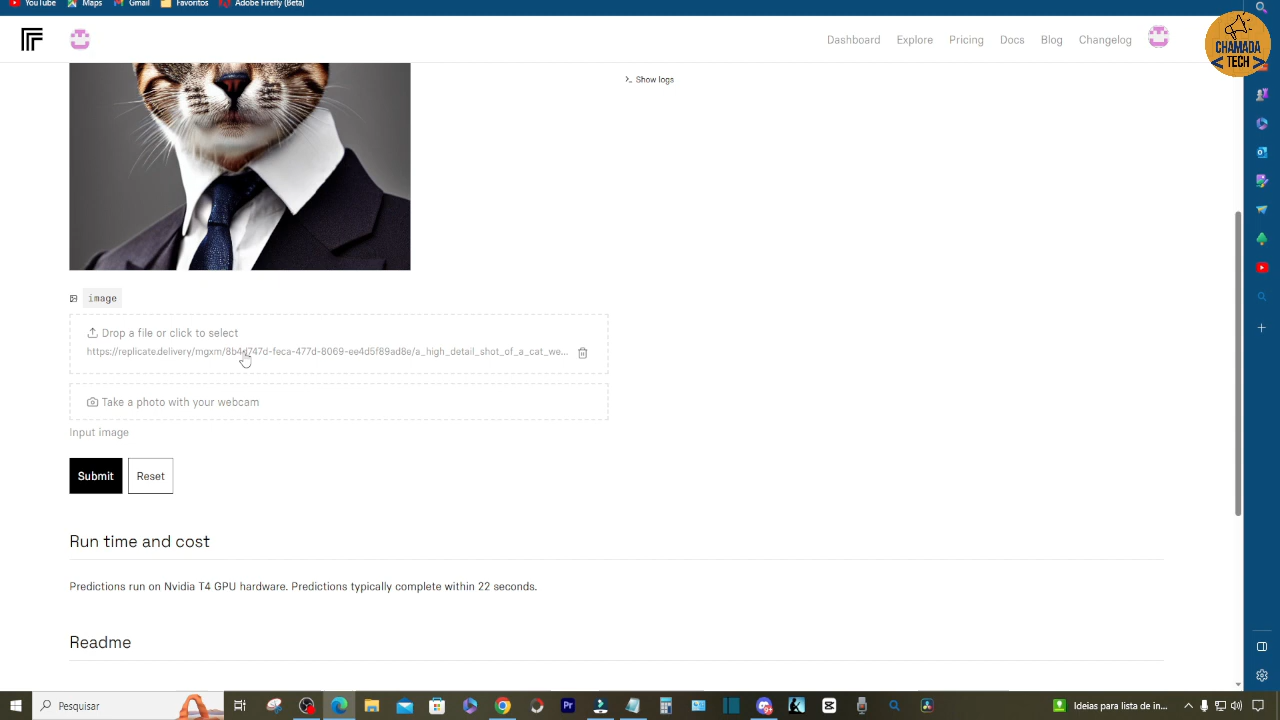 YouTube Maps Gmail Favoritos Adobe Firefly (Beta)
Dashboard Explore Pricing Docs Blog Changelog
CHAMADA
< TECH >
Show logs
image
Drop a file or click to select
https://replicate.delivery/mgxm/8b4d747d-feca-477d-8069-ee4d5f89ad8e/a_high_detail_shot_of_a_cat_we...
Take a photo with your webcam
Input image
Submit Reset
Run time and cost
Predictions run on Nvidia T4 GPU hardware. Predictions typically complete within 22 seconds.
Readme
Pesquisar
Ideias para lista de in...